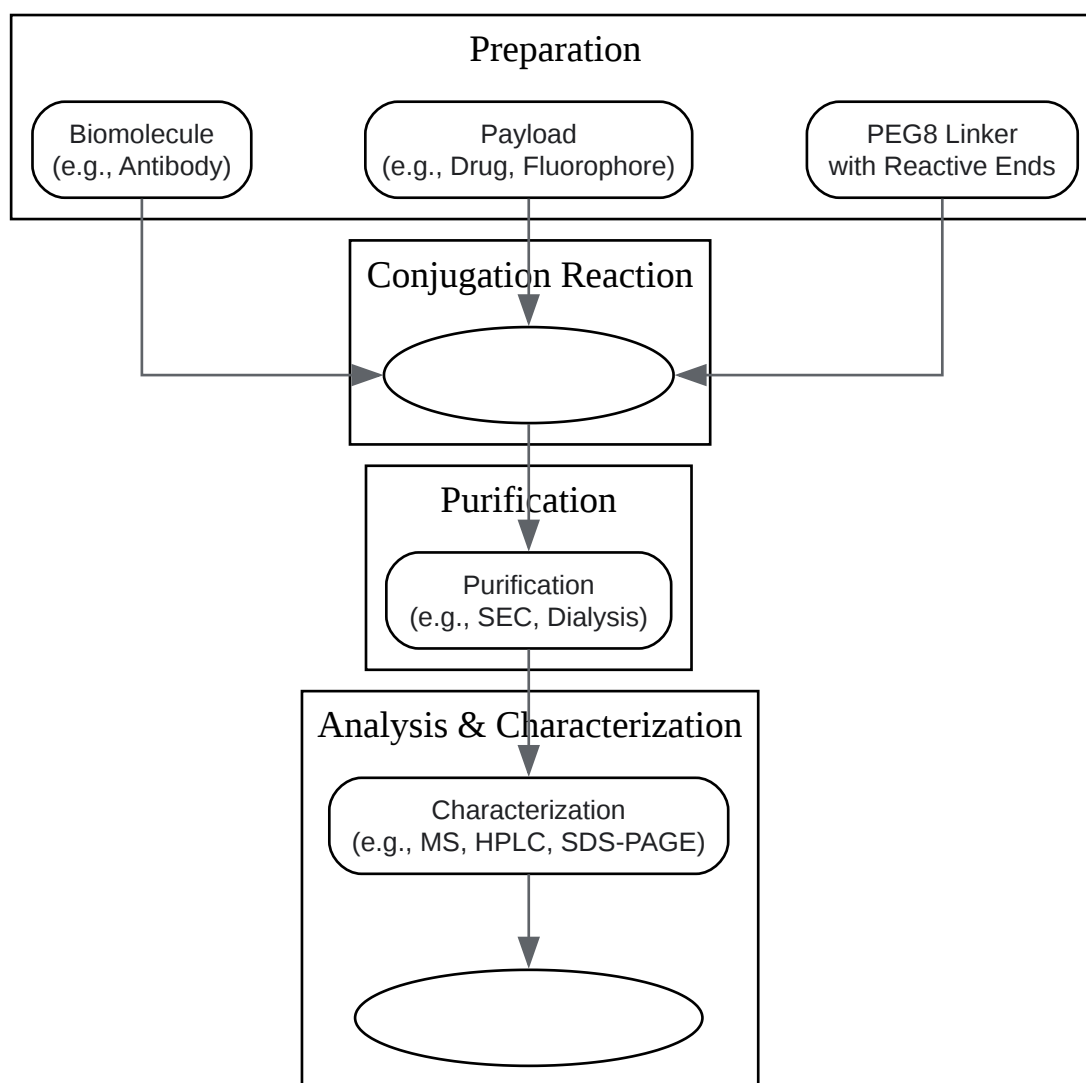 Preparation
Biomolecule
(e.g., Antibody)
Payload
(e.g., Drug, Fluorophore)
PEG8 Linker
with Reactive Ends
Conjugation Reaction
Purification
Purification
(e.g., SEC, Dialysis)
Analysis & Characterization
Characterization
(e.g., MS, HPLC, SDS-PAGE)